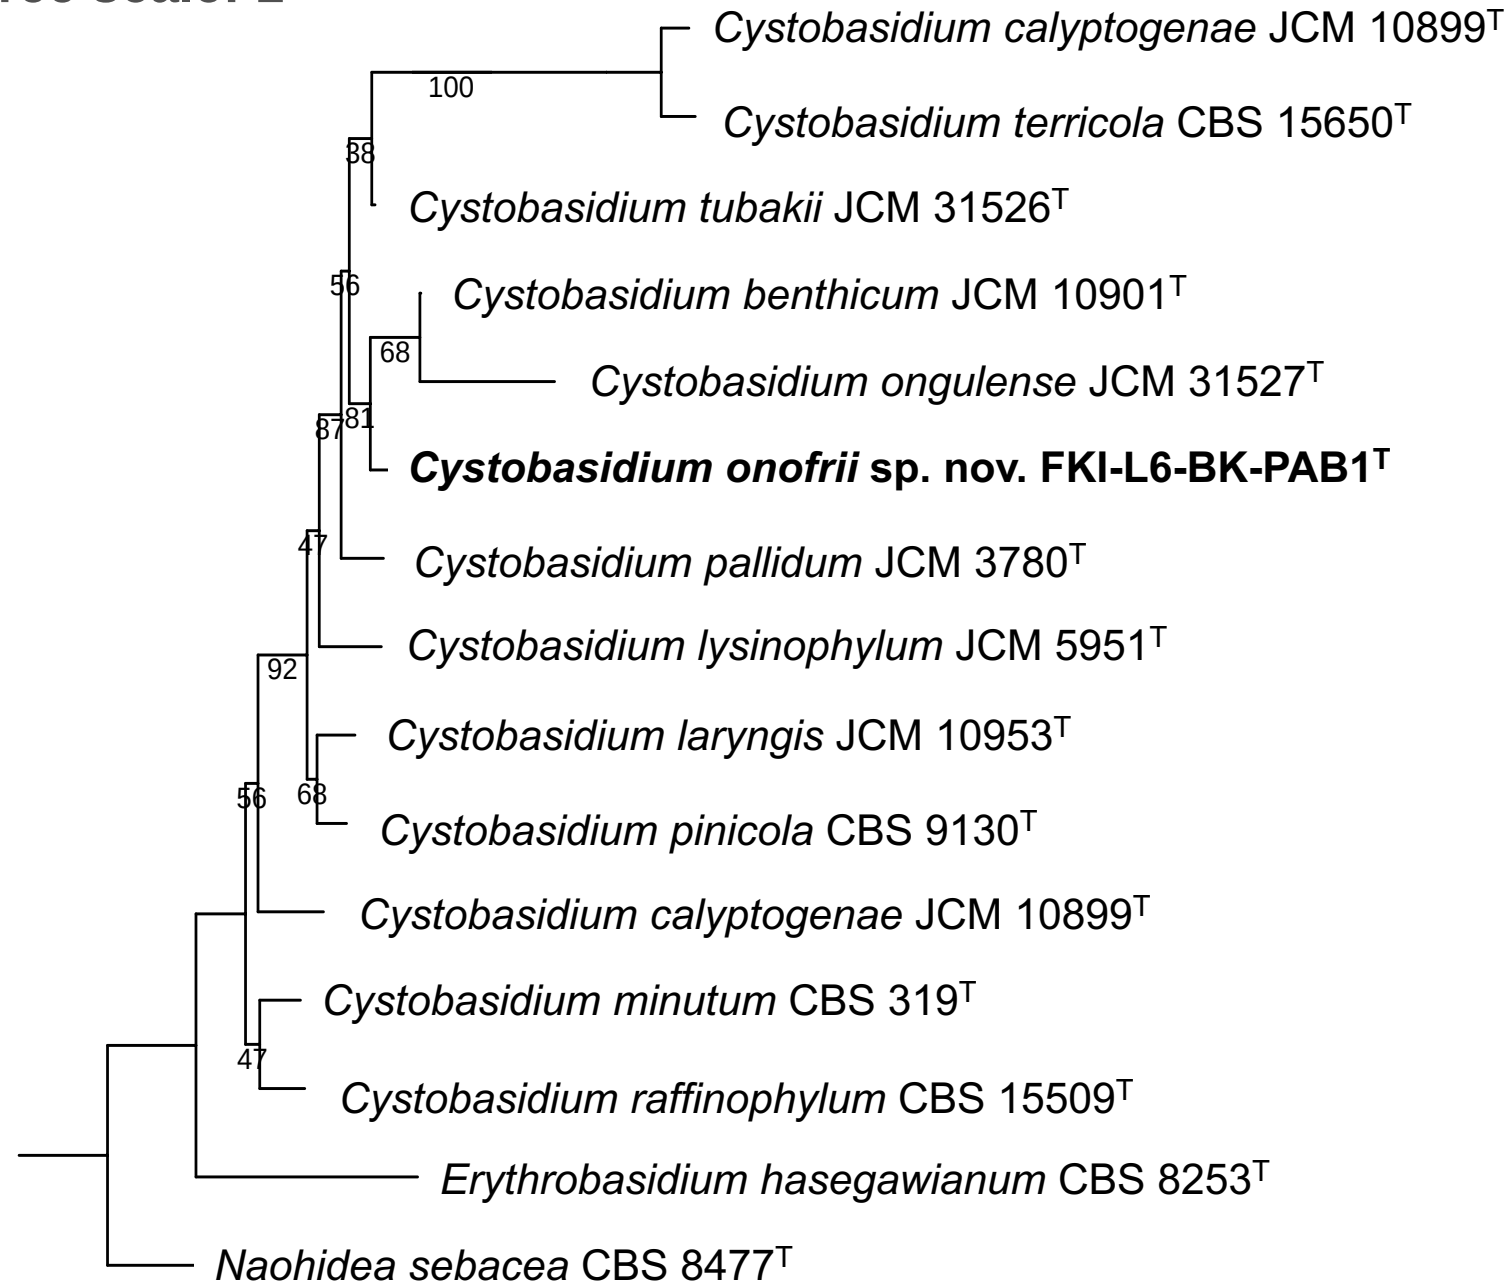 Cystobasidium calyptogenae JCM 10899T
100
Cystobasidium terricola CBS 15650T
38
Cystobasidium tubakii JCM 31526T
56
Cystobasidium benthicum JCM 10901T
68
Cystobasidium ongulense JCM 31527T
81
87
Cystobasidium onofrii sp. nov. FKI-L6-BK-PAB1T
47
Cystobasidium pallidum JCM 3780T
Cystobasidium lysinophylum JCM 5951T
92
Cystobasidium laryngis JCM 10953T
56
68
Cystobasidium pinicola CBS 9130T
Cystobasidium calyptogenae JCM 10899T
Cystobasidium minutum CBS 319T
47
Cystobasidium raffinophylum CBS 15509T
Erythrobasidium hasegawianum CBS 8253T
Naohidea sebacea CBS 8477T